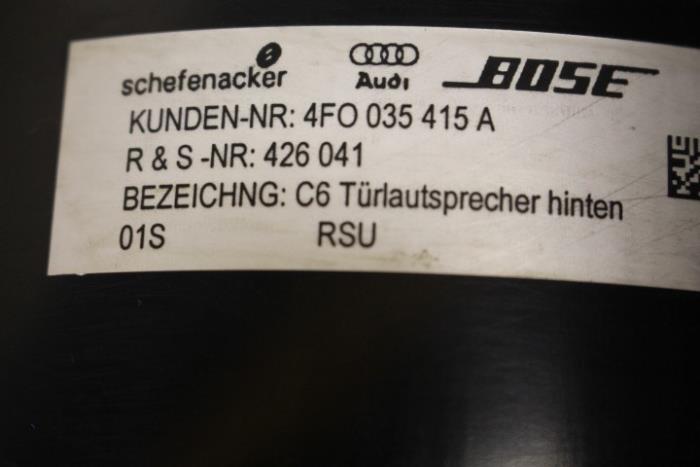 schefenacker Audi BOSE
KUNDEN-NR: 4FO 035 415 A
R & S -NR: 426 041
BEZEICHNG: C6 Türlautsprecher hinten
01S RSU